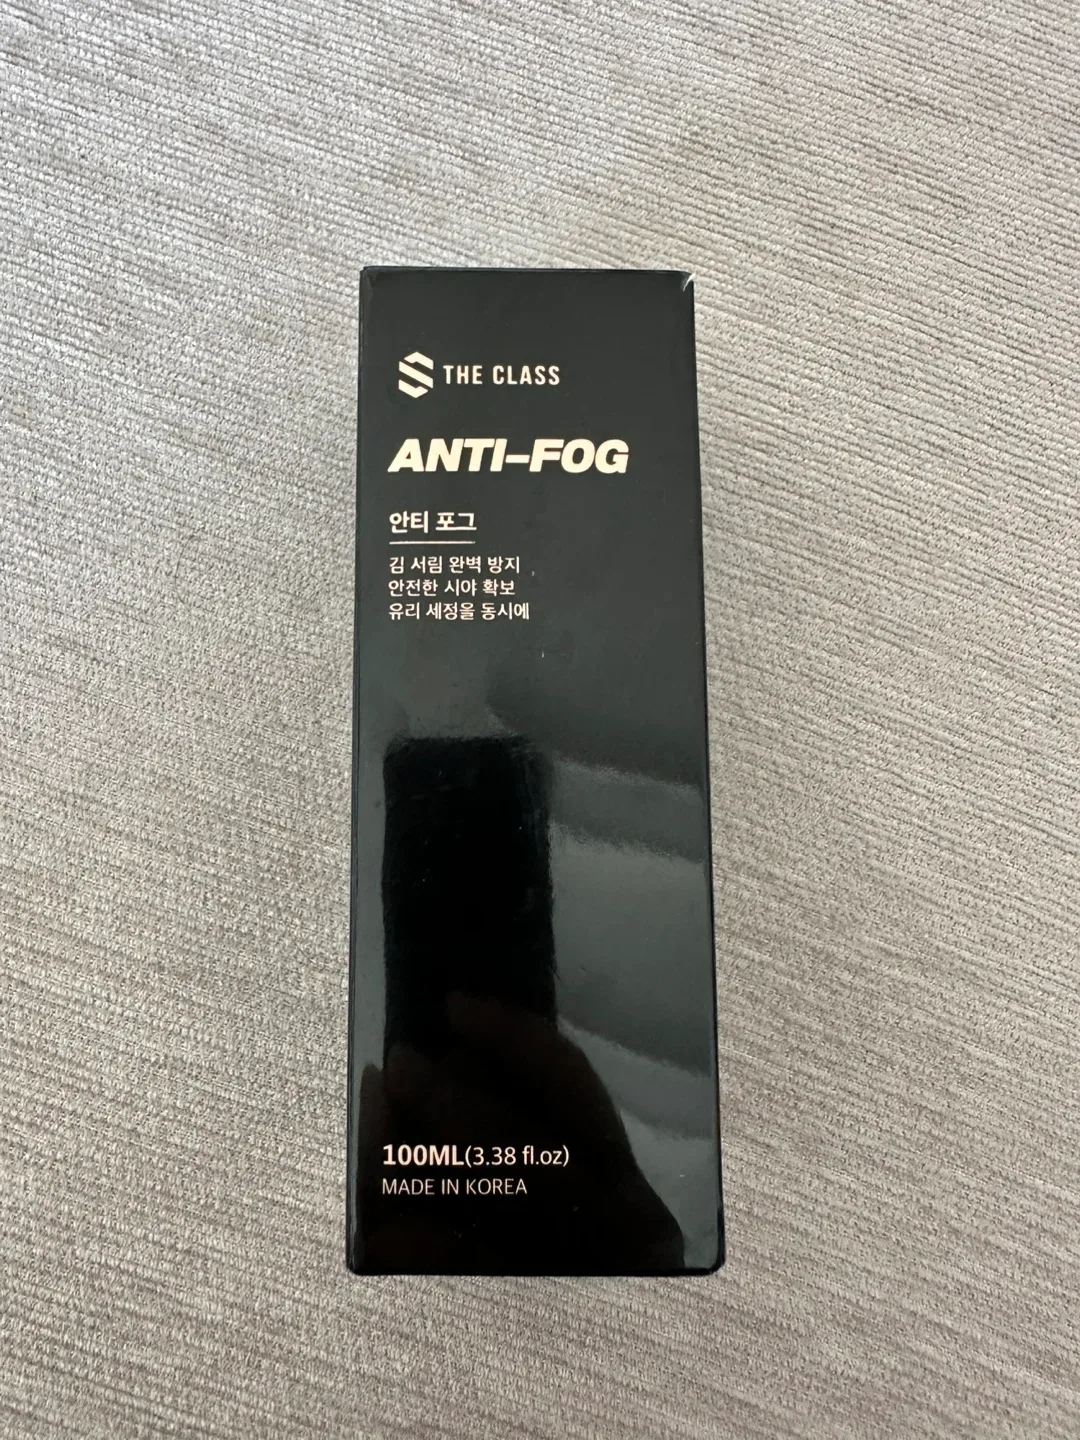 THE CLASS
ANTI-FOG
안티 포그
김 서림 완벽 방지
안전한 시야 확보
유리 세정을 동시에
100ML(3.38 fl.oz)
MADE IN KOREA